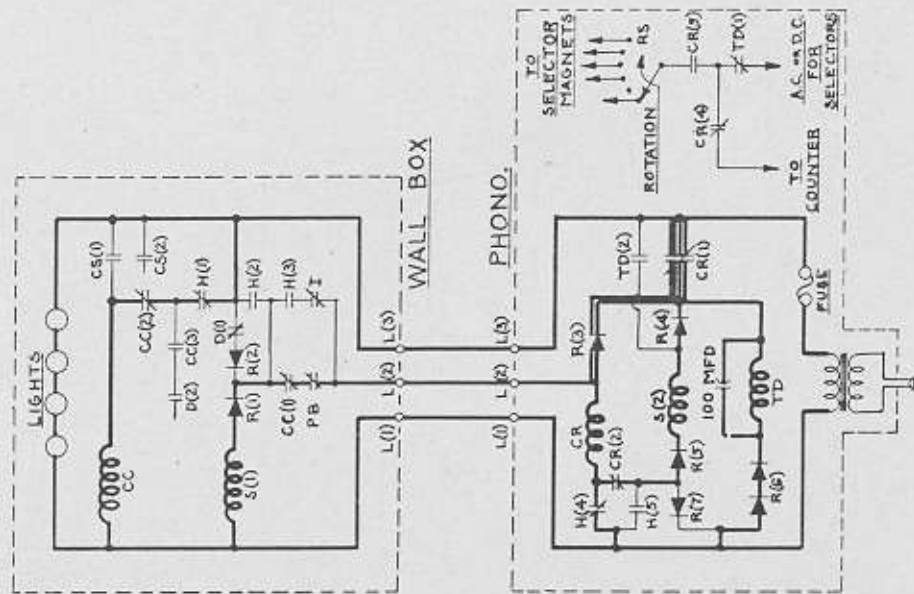 LIGHTS
CS(1)
CS(2)
CC
CC(2)
H(1)
CC(3)
D(2)
D(1)
H(2)
H(3)
I
R(2)
R(1)
S(1)
CC(1)
PB
L(3)
L(2)
L(1)
WALL BOX
PHONO.
L(3)
L(2)
L(1)
TO
SELECTOR
MAGNETS
RS
ROTATION
CR(5)
CR(4)
TD(1)
TO
COUNTER
A.C. OR D.C.
FOR
SELECTORS
TD(2)
CR(1)
R(3)
R(4)
CR
CR(2)
S(2)
H(4)
H(5)
R(5)
R(7)
100 MFD
TD
R(6)
FUSE